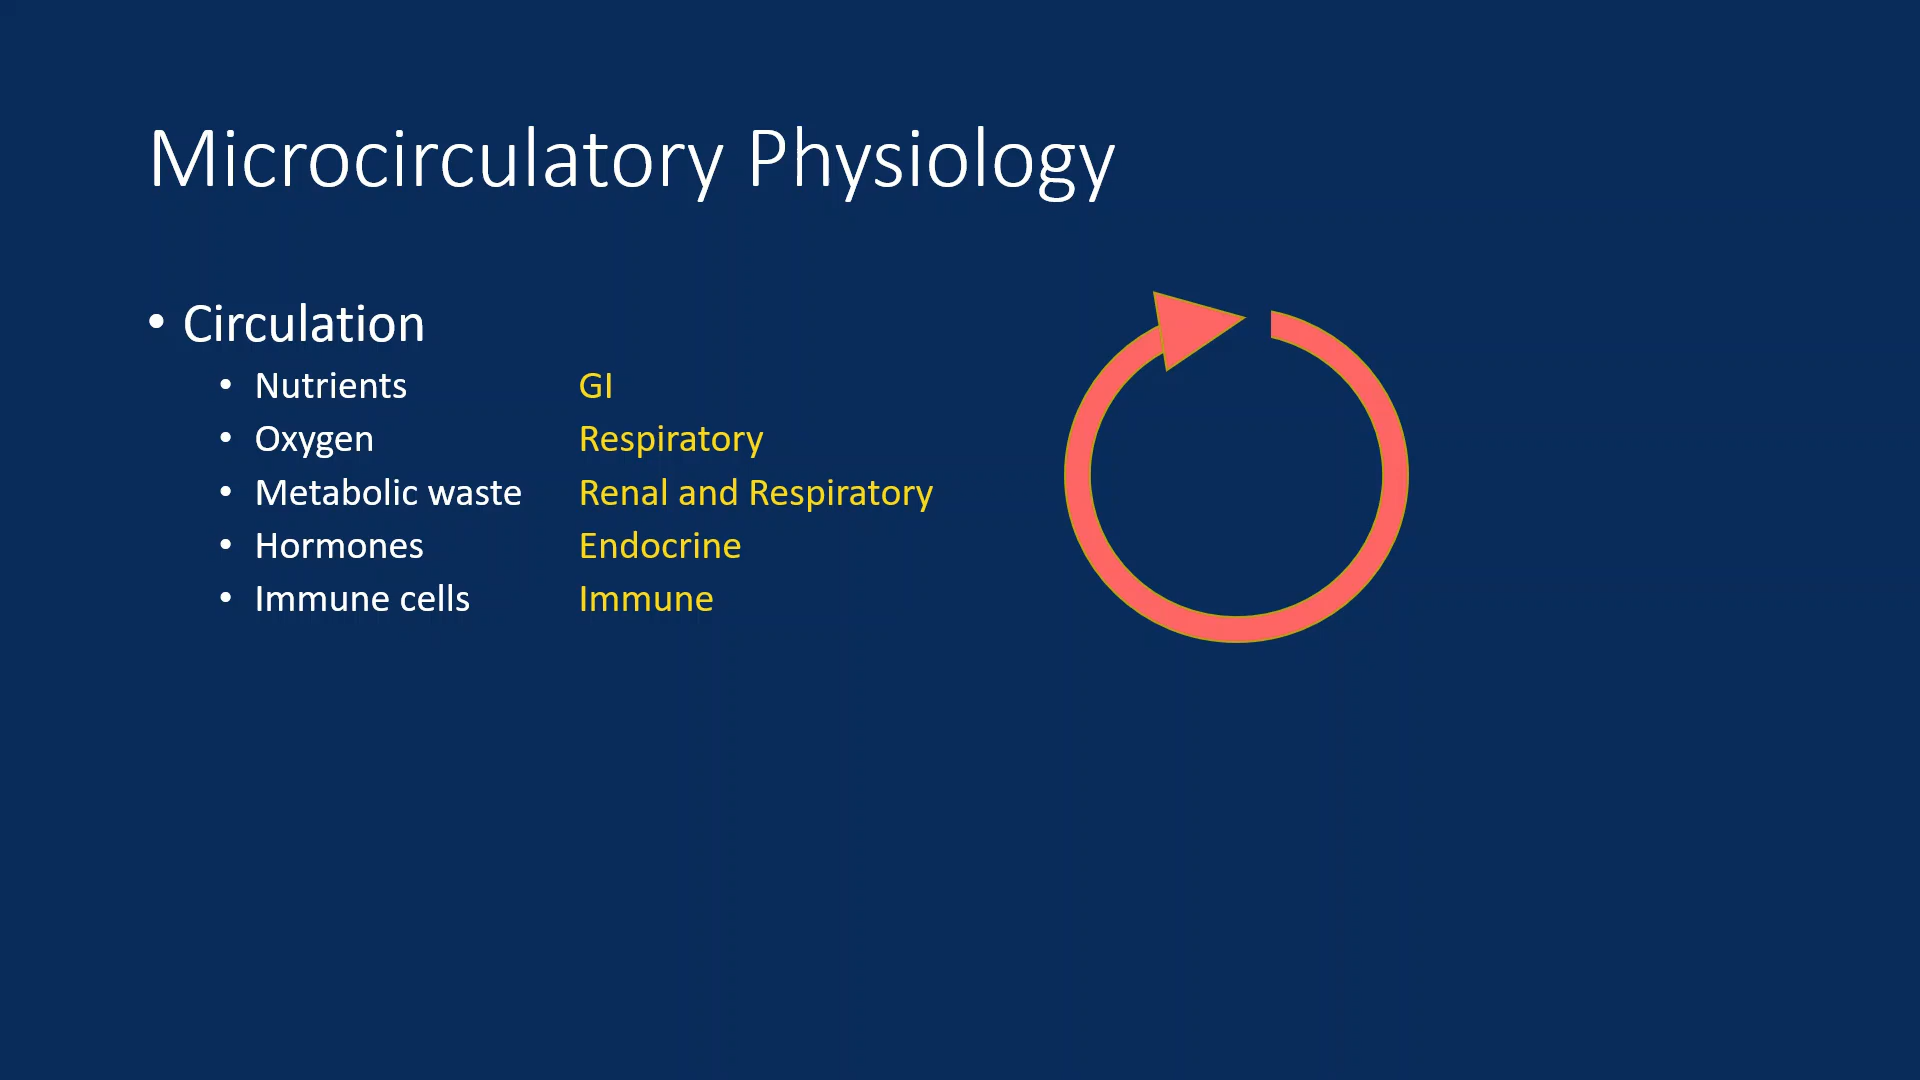 Microcirculatory Physiology
• Circulation
• Nutrients GI
• Oxygen Respiratory
• Metabolic waste Renal and Respiratory
• Hormones Endocrine
• Immune cells Immune